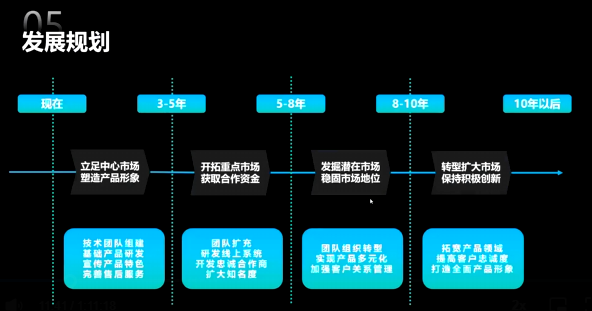 05
发展规划
现在
3-5年
5-8年
8-10年
10年以后
立足中心市场
塑造产品形象
开拓重点市场
获取合作资金
发掘潜在市场
稳固市场地位
转型扩大市场
保持积极创新
技术团队组建
基础产品研发
宣传产品特色
完善售后服务
团队扩充
研发线上系统
开发忠诚合作商
扩大知名度
团队组织转型
实现产品多元化
加强客户关系管理
拓宽产品领域
提高客户忠诚度
打造全面产品形象